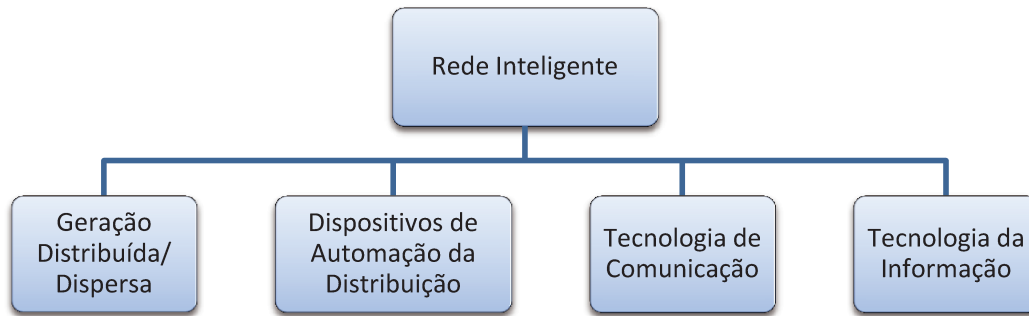 Rede Inteligente
Geração
Distribuída/
Dispersa
Dispositivos de
Automação da
Distribuição
Tecnologia de
Comunicação
Tecnologia da
Informação